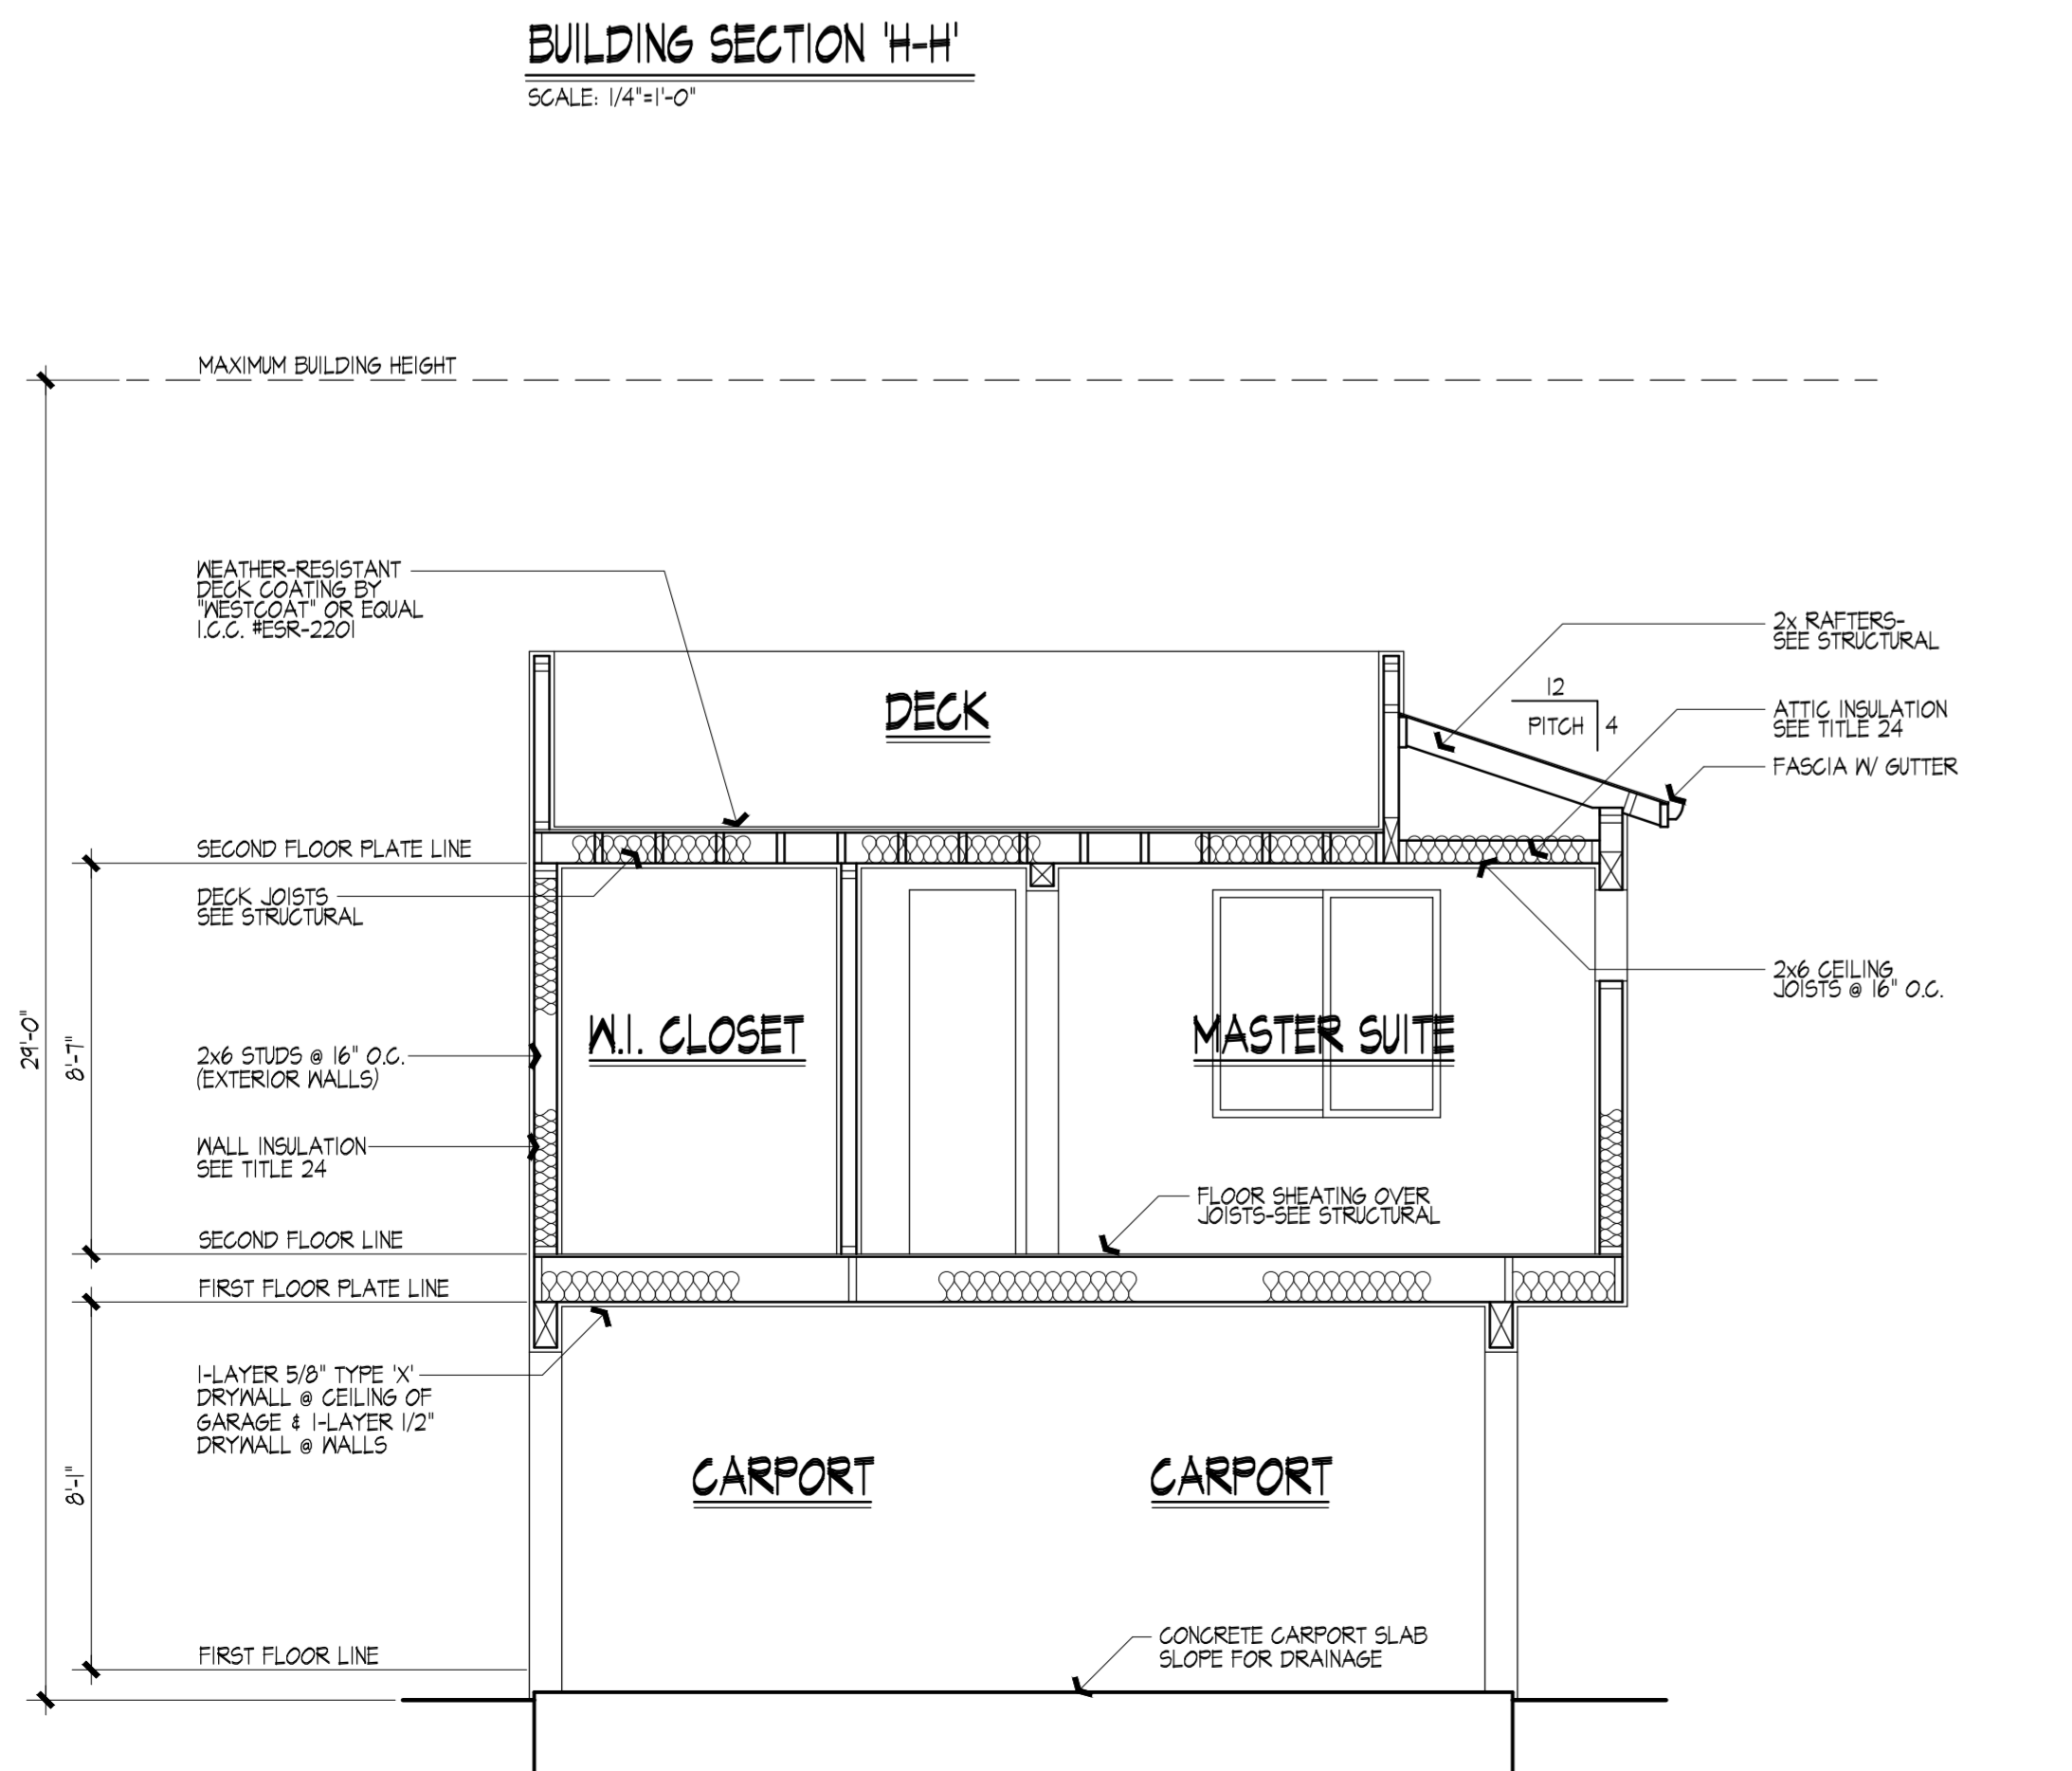 BUILDING SECTION 'H-H'
SCALE: 1/4"=1'-0"
MAXIMUM BUILDING HEIGHT
WEATHER-RESISTANT
DECK COATING BY
"WESTCOAT" OR EQUAL
I.C.C. #ESR-2201
2x RAFTERS-
SEE STRUCTURAL
12
PITCH 4
ATTIC INSULATION
SEE TITLE 24
FASCIA W/ GUTTER
DECK
SECOND FLOOR PLATE LINE
DECK JOISTS
SEE STRUCTURAL
2x6 CEILING
JOISTS @ 16" O.C.
29'-0"
8'-7"
W.I. CLOSET
MASTER SUITE
2x6 STUDS @ 16" O.C.
(EXTERIOR WALLS)
WALL INSULATION
SEE TITLE 24
FLOOR SHEATING OVER
JOISTS-SEE STRUCTURAL
SECOND FLOOR LINE
FIRST FLOOR PLATE LINE
1-LAYER 5/8" TYPE 'X'
DRYWALL @ CEILING OF
GARAGE & 1-LAYER 1/2"
DRYWALL @ WALLS
8'-1"
CARPORT
CARPORT
CONCRETE CARPORT SLAB
SLOPE FOR DRAINAGE
FIRST FLOOR LINE